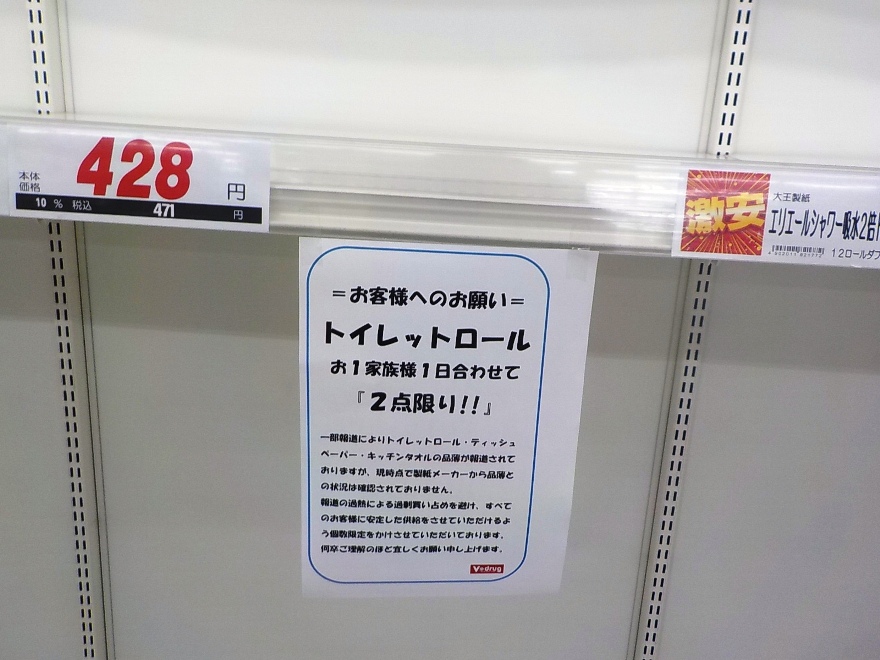 本体
価格
428
円
10 % 税込
471
円
激安
大王製紙
エリエールシャワー吸水2倍
12ロールダブ
=お客様へのお願い=
トイレットロール
お1家族様1日合わせて
『2点限り!!』
一部報道によりトイレットロール・ティッシュ
ペーパー・キッチンタオルの品薄が報道されて
おりますが、現時点で製紙メーカーから品薄と
の状況は確認されておりません。
報道の過熱による過剰買い占めを避け、すべて
のお客様に安定した供給をさせていただけるよ
う個数限定をかけさせていただいております。
何卒ご理解のほど宜しくお願い申し上げます。
V・drug